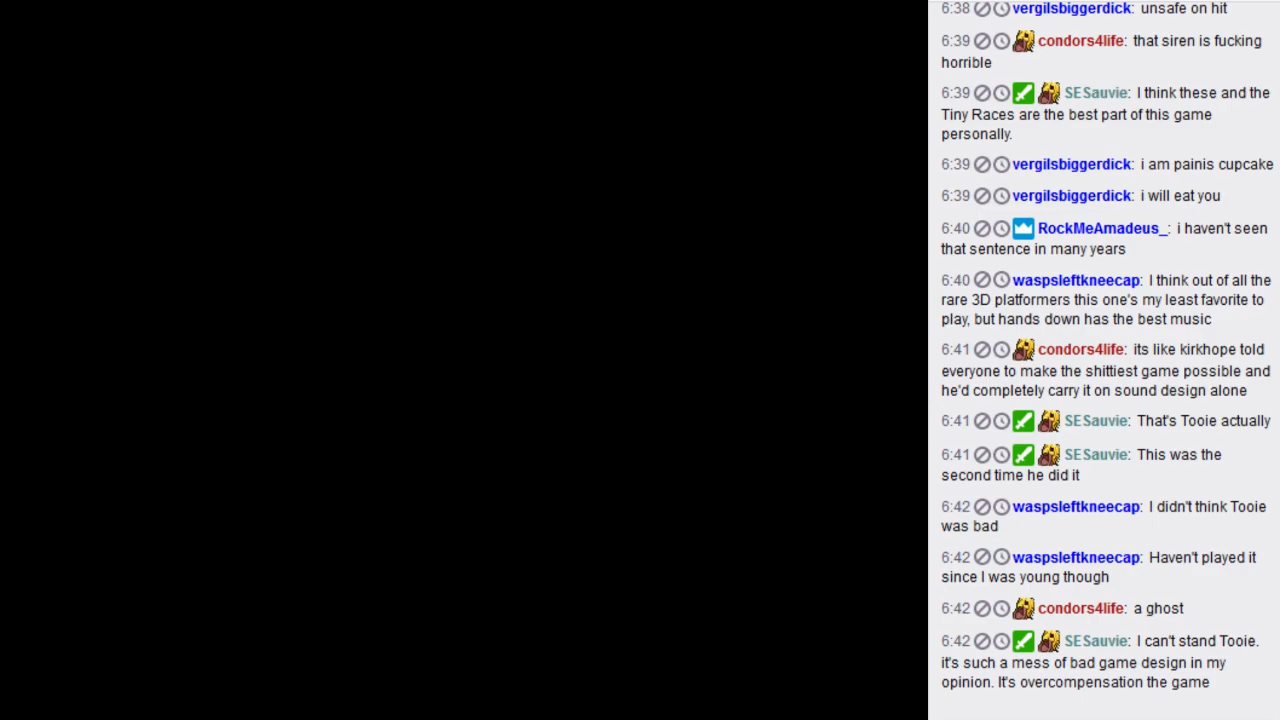 6:38 vergilsbiggerdick: unsafe on hit
6:39 condors4life: that siren is fucking
horrible
6:39 SESauvie: I think these and the
Tiny Races are the best part of this game
personally.
6:39 vergilsbiggerdick: i am painis cupcake
6:39 vergilsbiggerdick: i will eat you
6:40 RockMeAmadeus_: i haven't seen
that sentence in many years
6:40 waspsleftkneecap: I think out of all the
rare 3D platformers this one's my least favorite to
play, but hands down has the best music
6:41 condors4life: its like kirkhope told
everyone to make the shittiest game possible and
he'd completely carry it on sound design alone
6:41 SESauvie: That's Tooie actually
6:41 SESauvie: This was the
second time he did it
6:42 waspsleftkneecap: I didn't think Tooie
was bad
6:42 waspsleftkneecap: Haven't played it
since I was young though
6:42 condors4life: a ghost
6:42 SESauvie: I can't stand Tooie.
it's such a mess of bad game design in my
opinion. It's overcompensation the game